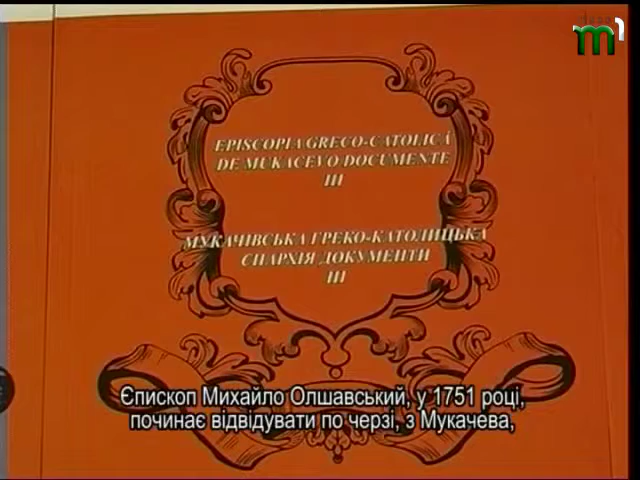 EPISCOPIA GRECO-CATOLICĂ
DE MUKACEVO DOCUMENTE
III
МУКАЧІВСЬКА ГРЕКО-КАТОЛИЦЬКА
ЄПАРХІЯ ДОКУМЕНТИ
III
Єпископ Михайло Олшавський, у 1751 році,
починає відвідувати по черзі, з Мукачева,